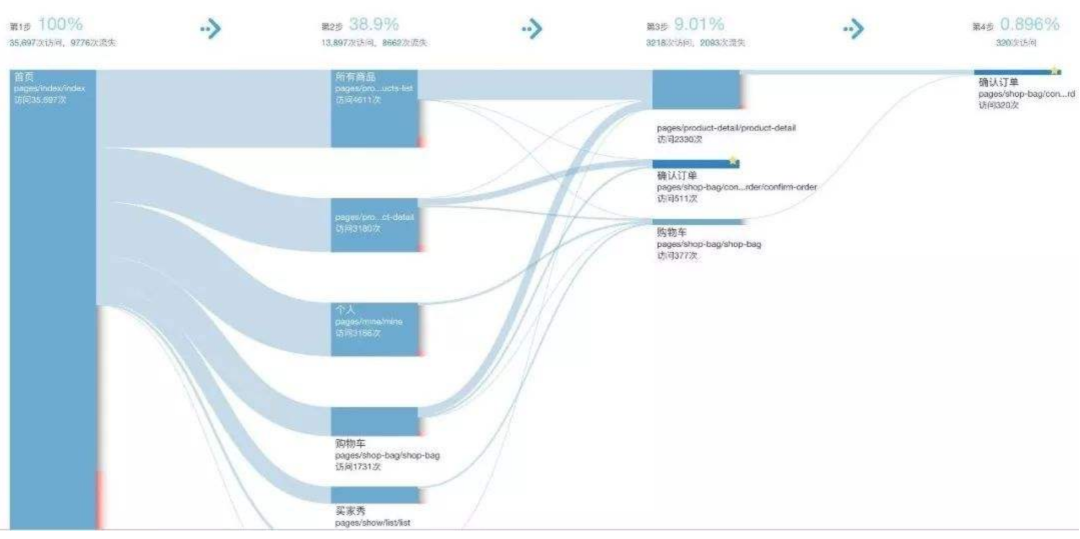 第1步 100%
35,697次访问，9776次流失
第2步 38.9%
13,897次访问，8662次流失
第3步 9.01%
3218次访问，2093次流失
第4步 0.896%
320次访问
首页
pages/index/index
访问35,697次
所有商品
pages/pro...ucts-list
访问4611次
pages/pro...ct-detail
访问3180次
个人
pages/mine/mine
访问3186次
购物车
pages/shop-bag/shop-bag
访问1731次
买家秀
pages/show/list/list
pages/product-detail/product-detail
访问2330次
确认订单
pages/shop-bag/con...rder/confirm-order
访问511次
购物车
pages/shop-bag/shop-bag
访问377次
确认订单
pages/shop-bag/con...rd
访问320次